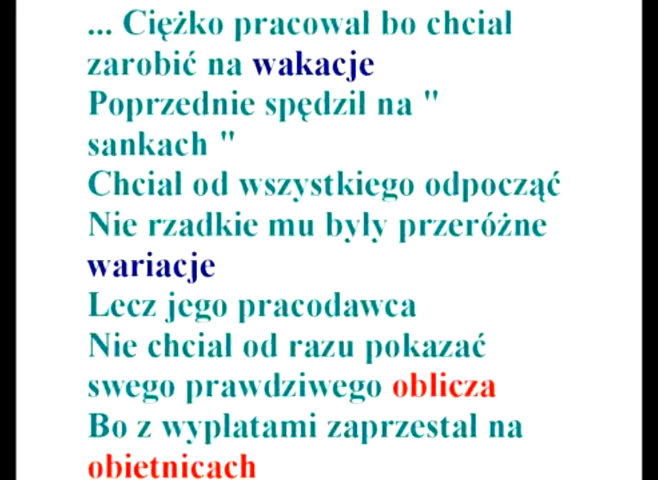 ... Ciężko pracowal bo chcial
zarobić na wakacje
Poprzednie spędzil na "
sankach "
Chcial od wszystkiego odpocząć
Nie rzadkie mu byly przeróżne
wariacje
Lecz jego pracodawca
Nie chcial od razu pokazać
swego prawdziwego oblicza
Bo z wyplatami zaprzestal na
obietnicach